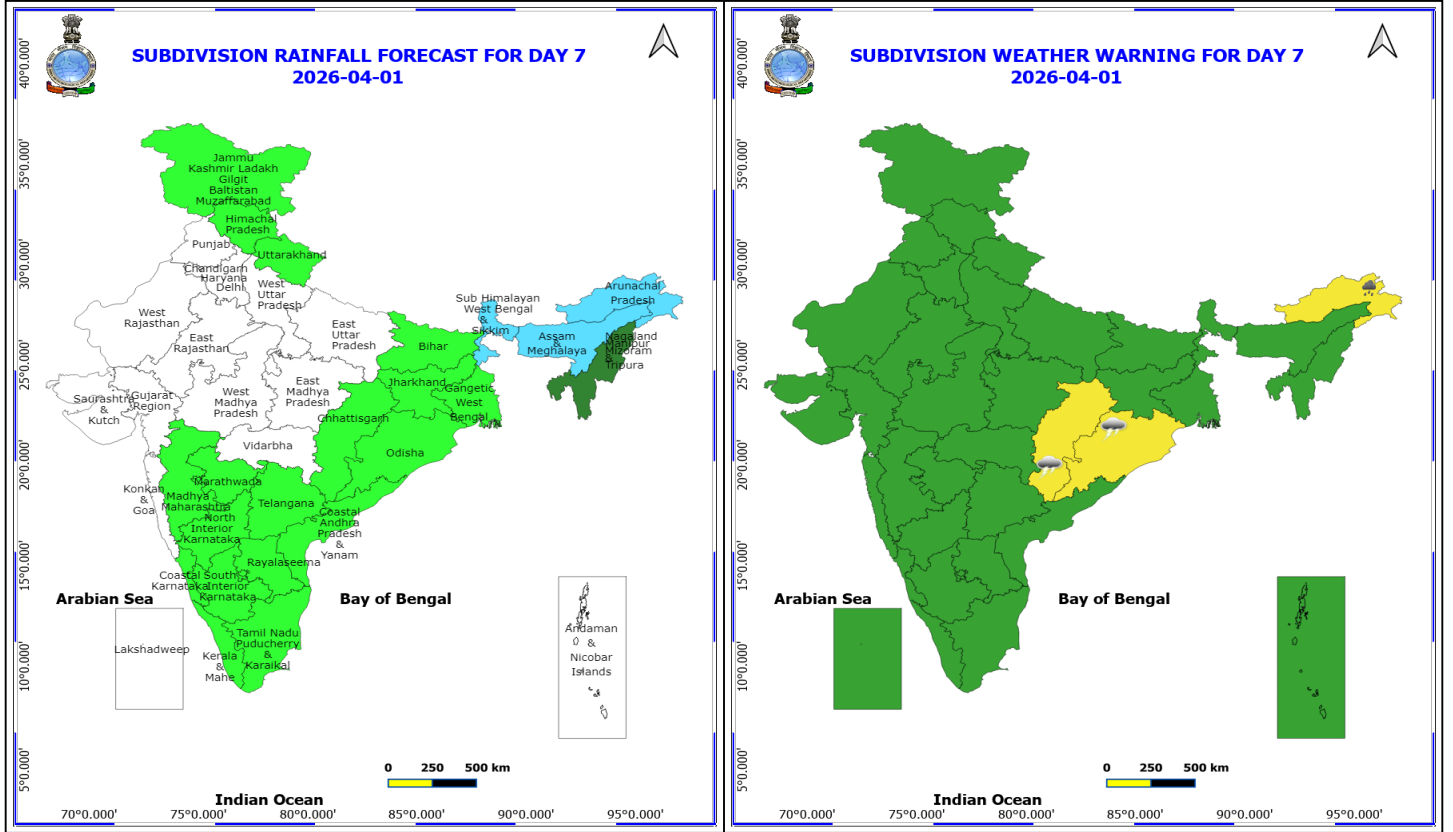 SUBDIVISION RAINFALL FORECAST FOR DAY 7
2026-04-01
40°0.000'
35°0.000'
30°0.000'
25°0.000'
20°0.000'
15°0.000'
10°0.000'
5°0.000'
Jammu
Kashmir Ladakh
Gilgit
Baltistan
Muzaffarabad
Himachal
Pradesh
Punjab
Uttarakhand
Chandigarh
Haryana
Delhi
West
Uttar
Pradesh
West
Rajasthan
East
Rajasthan
East
Uttar
Pradesh
Bihar
Sub Himalayan
West Bengal
&
Sikkim
Arunachal
Pradesh
Assam
&
Meghalaya
Nagaland
Manipur
Mizoram
&
Tripura
Jharkhand
Gangetic
West
Bengal
Saurashtra
&
Kutch
Gujarat
Region
West
Madhya
Pradesh
East
Madhya
Pradesh
Chhattisgarh
Vidarbha
Odisha
Konkan
&
Goa
Madhya
Maharashtra
Marathwada
Telangana
North
Interior
Karnataka
Coastal
Andhra
Pradesh
&
Yanam
Rayalaseema
Coastal
Karnataka
South
Interior
Karnataka
Arabian Sea
Bay of Bengal
Lakshadweep
Kerala
&
Mahe
Tamil Nadu
Puducherry
&
Karaikal
Andaman
&
Nicobar
Islands
0 250 500 km
Indian Ocean
70°0.000' 75°0.000' 80°0.000' 85°0.000' 90°0.000' 95°0.000'
SUBDIVISION WEATHER WARNING FOR DAY 7
2026-04-01
40°0.000'
35°0.000'
30°0.000'
25°0.000'
20°0.000'
15°0.000'
10°0.000'
5°0.000'
Arabian Sea
Bay of Bengal
0 250 500 km
Indian Ocean
70°0.000' 75°0.000' 80°0.000' 85°0.000' 90°0.000' 95°0.000'